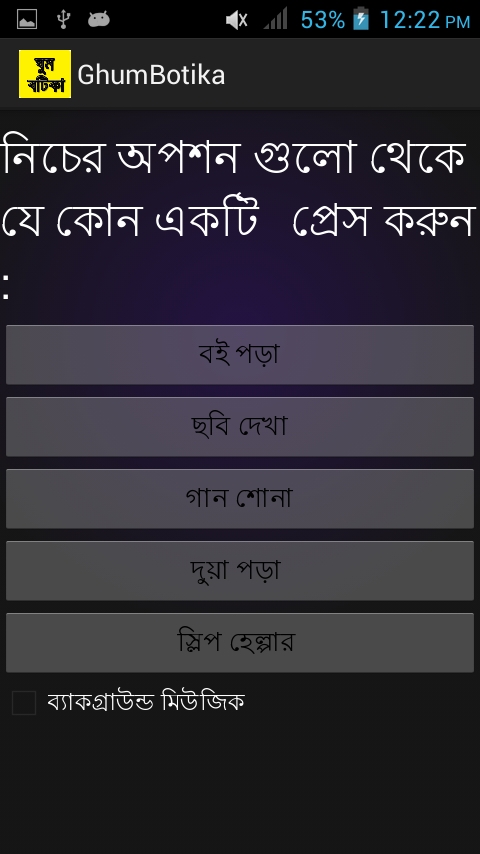 53% 12:22 PM
ঘুম
বটিকা
GhumBotika
নিচের অপশন গুলো থেকে
যে কোন একটি প্রেস করুন
:
বই পড়া
ছবি দেখা
গান শোনা
দুয়া পড়া
স্লিপ হেল্পার
ব্যাকগ্রাউন্ড মিউজিক